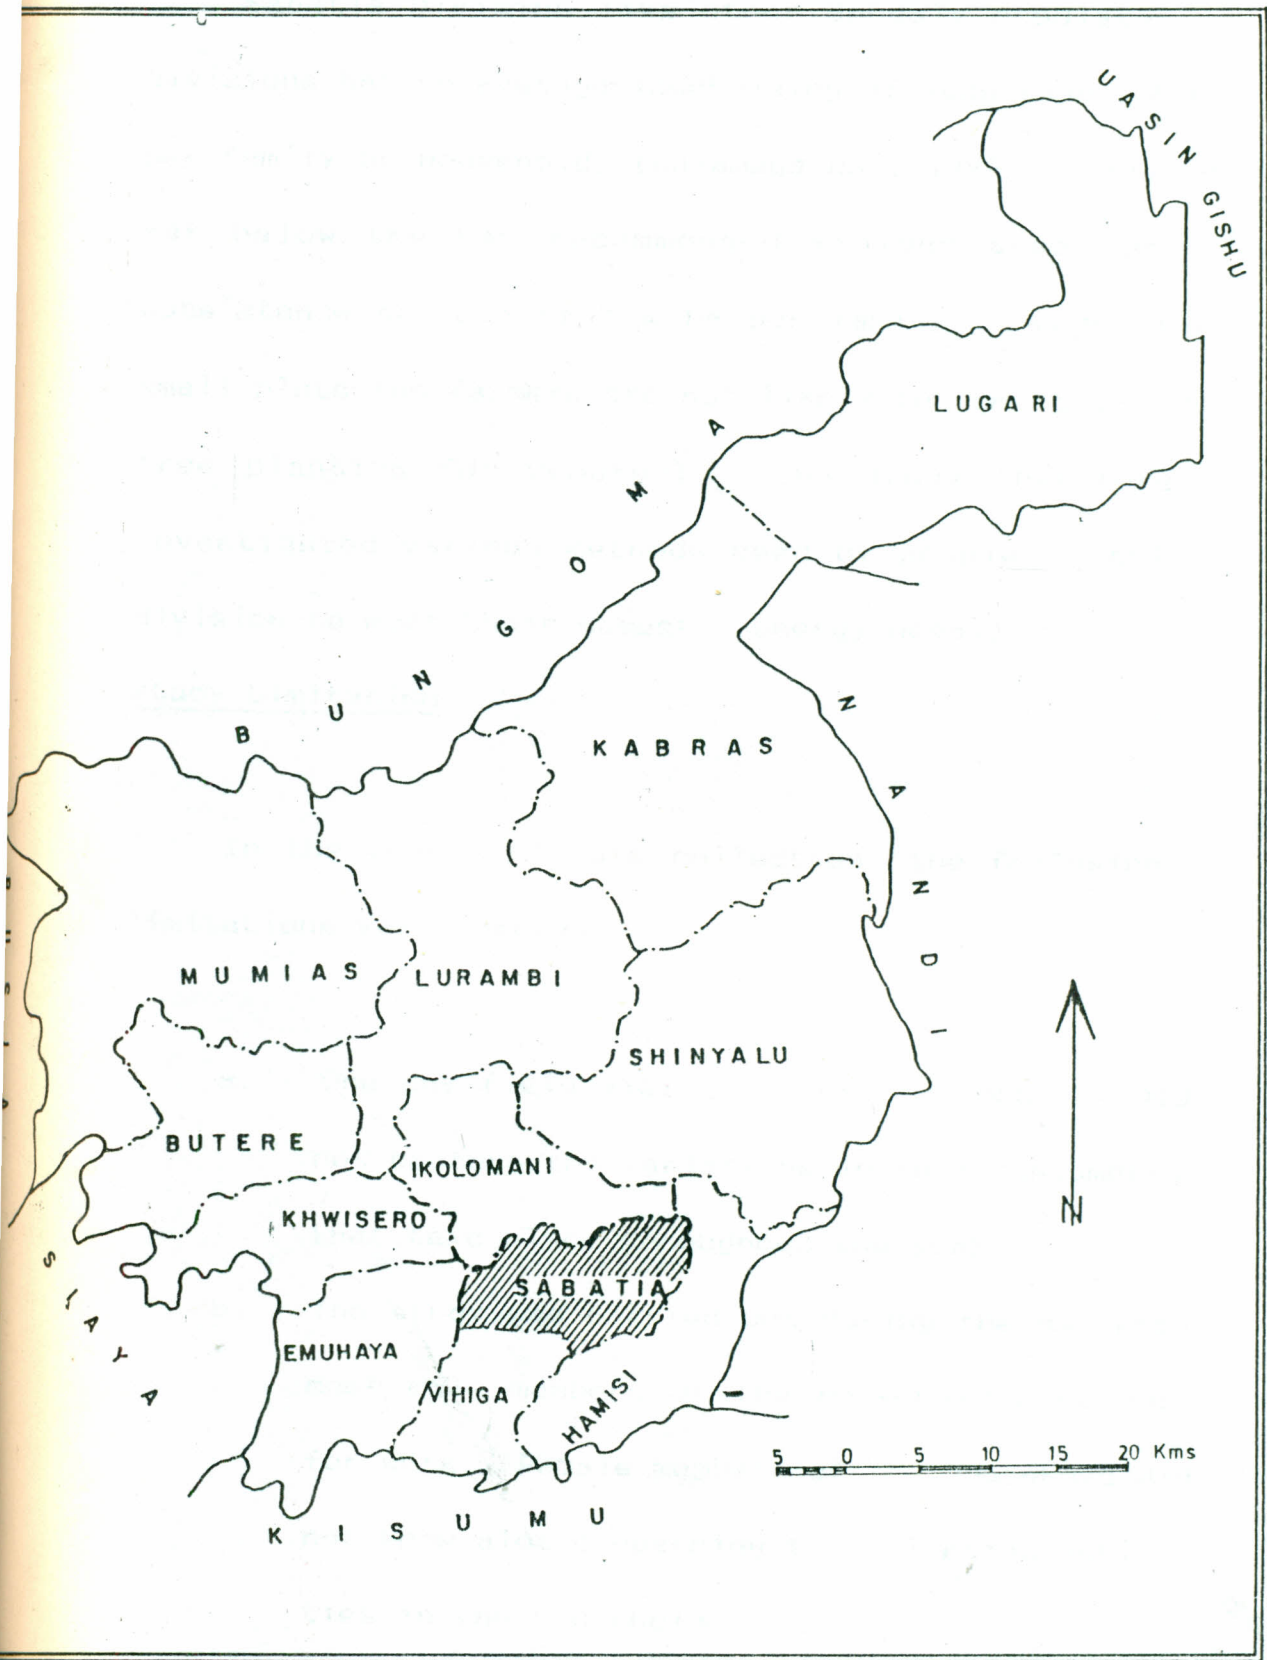 UASIN GISHU
LUGARI
BUNGOMA
KABRAS
NANDI
MUMIAS
LURAMBI
SHINYALU
BUTERE
IKOLOMANI
KHWISERO
N
SABATIA
SIAYA
EMUHAYA
VIHIGA
HAMISI
5 0 5 10 15 20 Kms
KISUMU